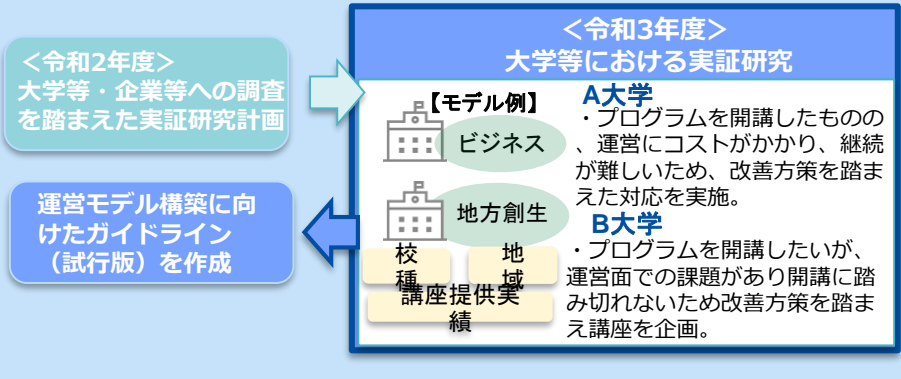 ＜令和2年度＞
大学等・企業等への調査
を踏まえた実証研究計画
＜令和3年度＞
大学等における実証研究
【モデル例】
ビジネス
地方創生
校
種
地
域
講座提供実
績
A大学
・プログラムを開講したものの
、運営にコストがかかり、継続
が難しいため、改善方策を踏ま
えた対応を実施。
B大学
・プログラムを開講したいが、
運営面での課題があり開講に踏
み切れないため改善方策を踏ま
え講座を企画。
運営モデル構築に向
けたガイドライン
（試行版）を作成